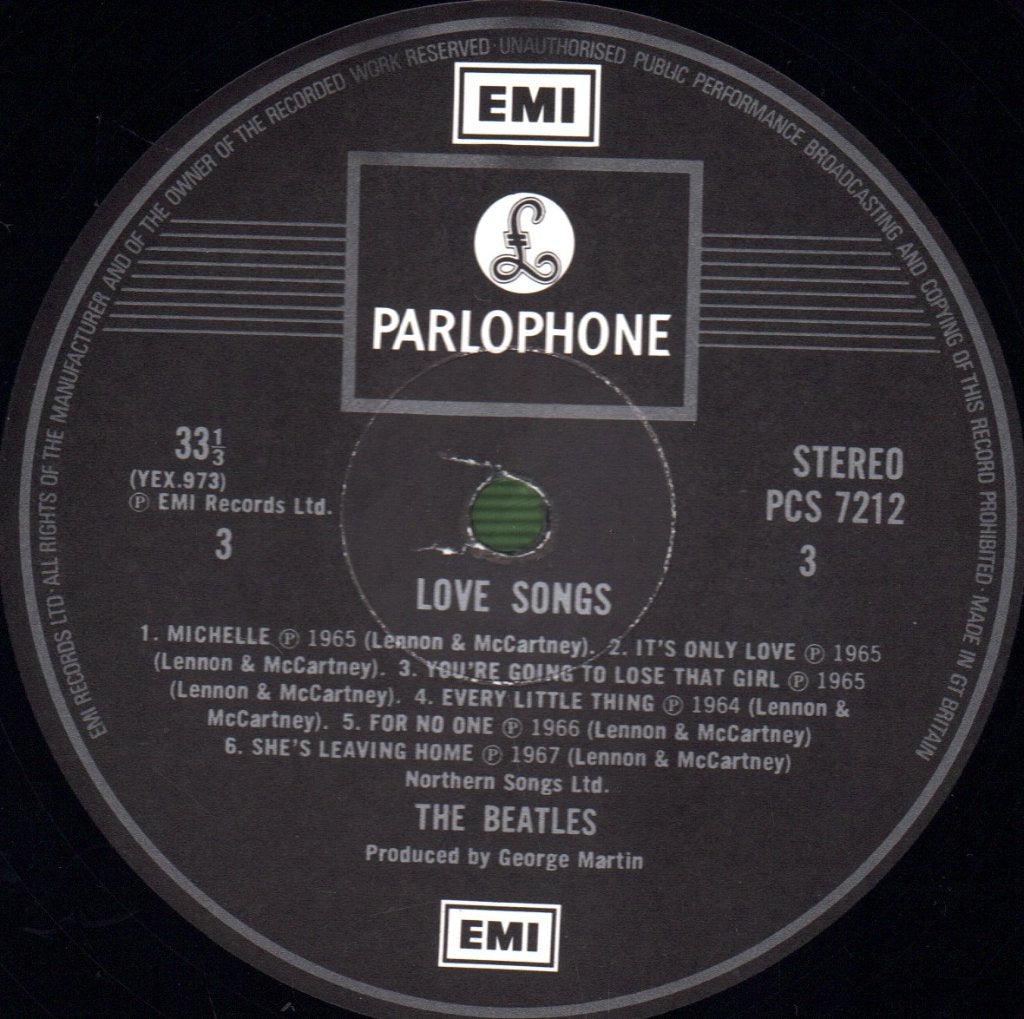 EMI RECORDS LTD · ALL RIGHTS OF THE MANUFACTURER AND OF THE OWNER OF THE RECORDED WORK RESERVED · UNAUTHORISED PUBLIC PERFORMANCE BROADCASTING AND COPYING OF THIS RECORD PROHIBITED · MADE IN GT BRITAIN
EMI
£
PARLOPHONE
33⅓
(YEX.973)
℗ EMI Records Ltd.
3
STEREO
PCS 7212
3
LOVE SONGS
1. MICHELLE ℗ 1965 (Lennon & McCartney). 2. IT'S ONLY LOVE ℗ 1965
(Lennon & McCartney). 3. YOU'RE GOING TO LOSE THAT GIRL ℗ 1965
(Lennon & McCartney). 4. EVERY LITTLE THING ℗ 1964 (Lennon &
McCartney). 5. FOR NO ONE ℗ 1966 (Lennon & McCartney)
6. SHE'S LEAVING HOME ℗ 1967 (Lennon & McCartney)
Northern Songs Ltd.
THE BEATLES
Produced by George Martin
EMI